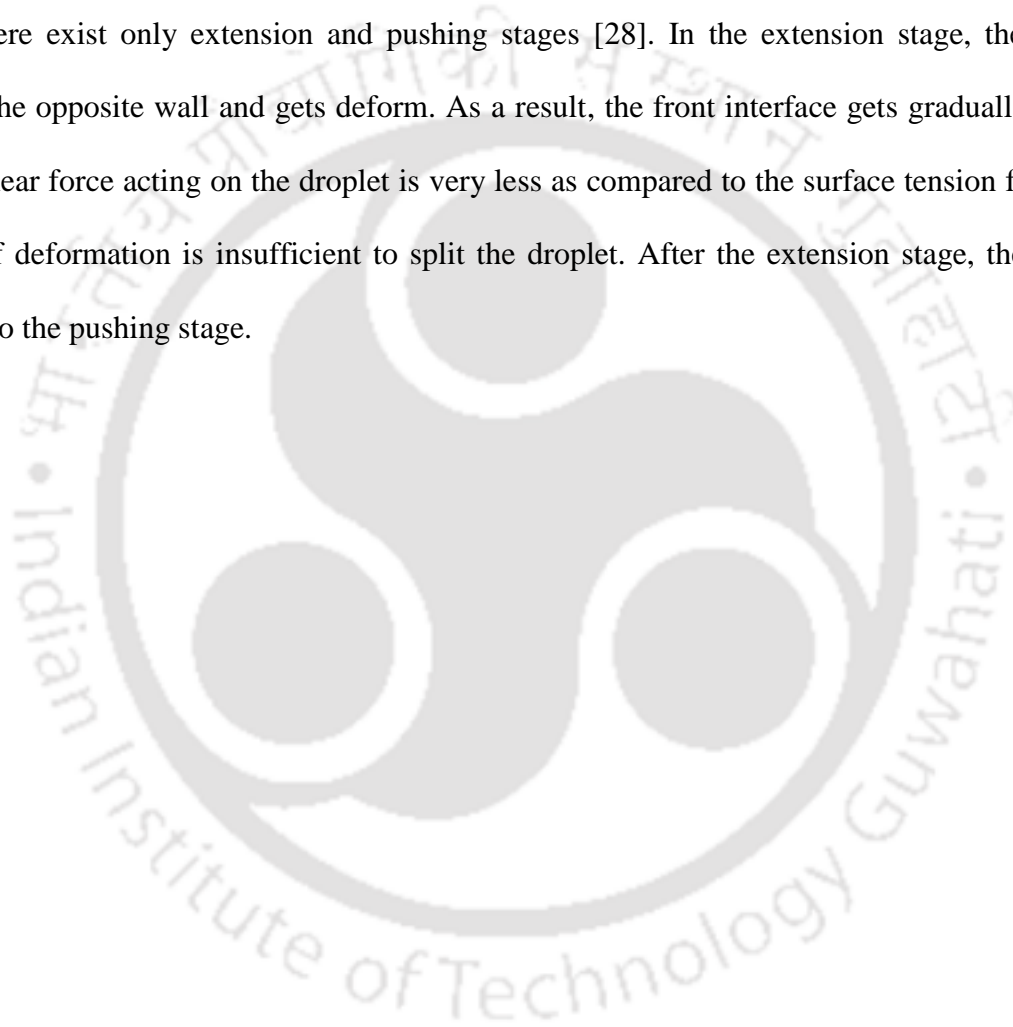 ere exist only extension and pushing stages [28]. In the extension stage, the
he opposite wall and gets deform. As a result, the front interface gets graduall
ear force acting on the droplet is very less as compared to the surface tension f
f deformation is insufficient to split the droplet. After the extension stage, the
o the pushing stage.
भारतीय प्रौद्योगिकी संस्थान गुवाहाटी
Indian Institute of Technology Guwahati